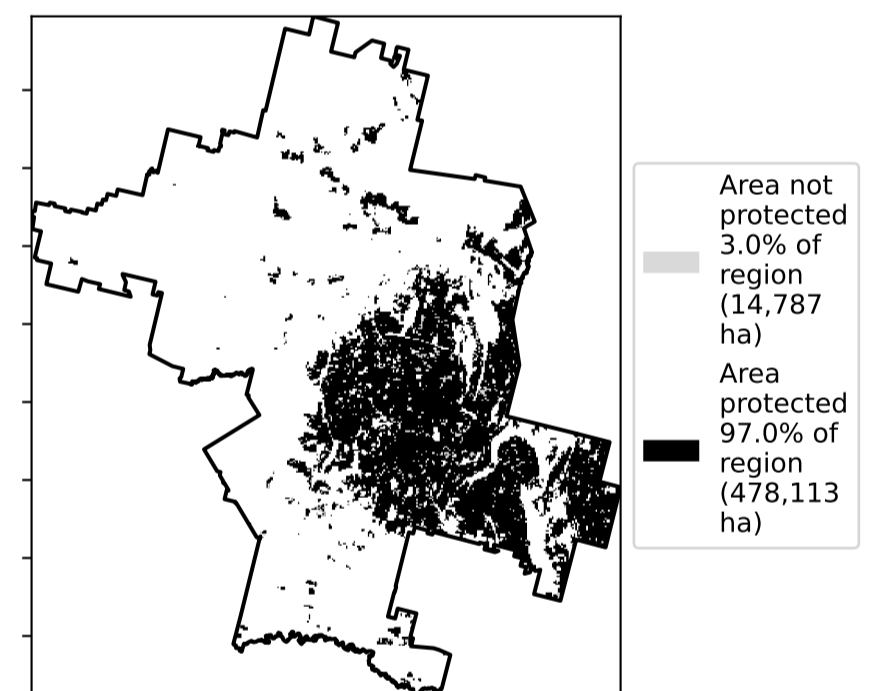 Area not
protected
3.0% of
region
(14,787
ha)
Area
protected
97.0% of
region
(478,113
ha)